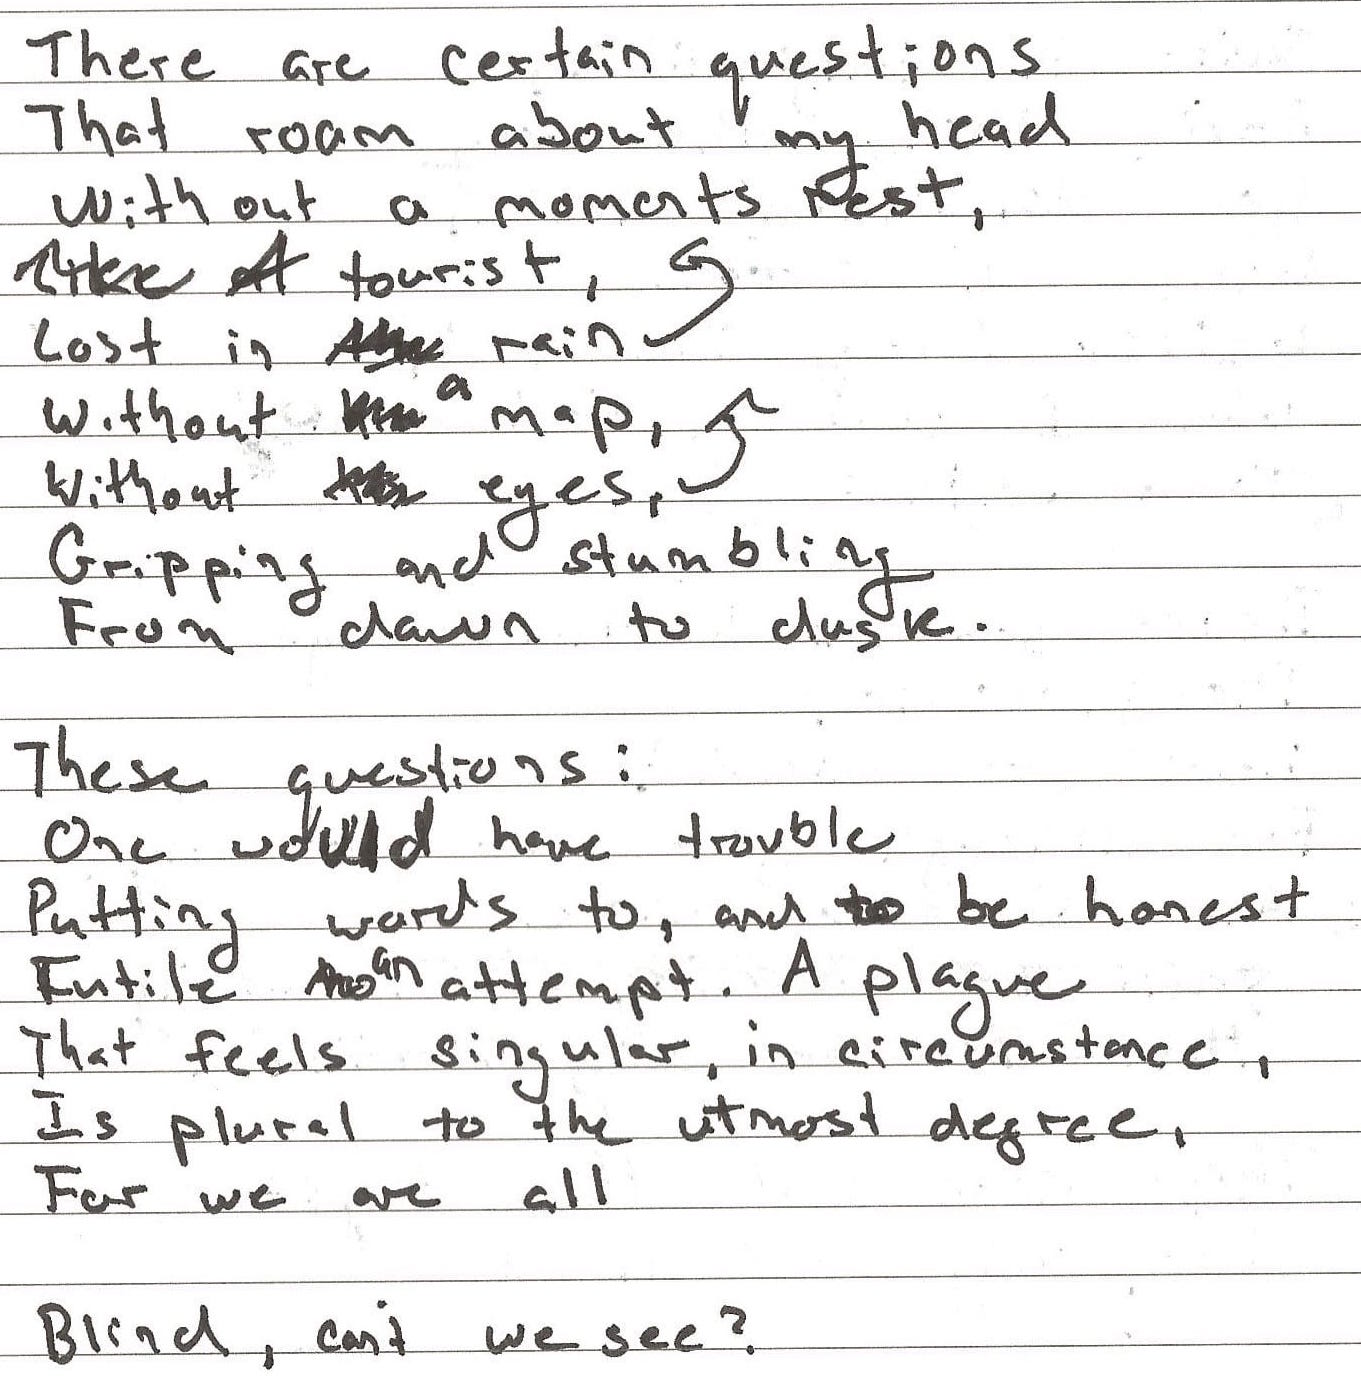 There are certain questions
That roam about my head
Without a moments rest,
Like A tourist,
Lost in rain
Without a map,
Without eyes,
Gripping and stumbling
From dawn to dusk.
These questions:
One would have trouble
Putting words to, and to be honest
Futile an attempt. A plague
That feels singular, in circumstance,
Is plural to the utmost degree,
For we are all
Blind, can't we see?